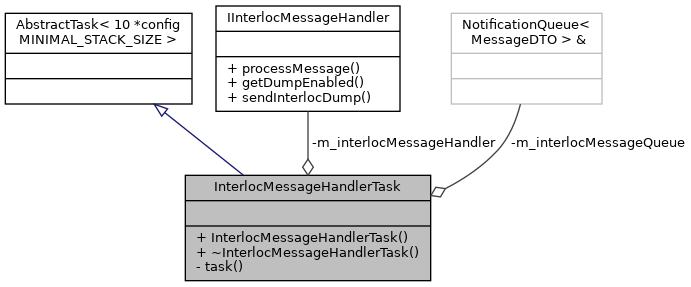 AbstractTask< 10 *config
MINIMAL_STACK_SIZE >
IInterlocMessageHandler
+ processMessage()
+ getDumpEnabled()
+ sendInterlocDump()
NotificationQueue<
MessageDTO > &
-m_interlocMessageHandler
-m_interlocMessageQueue
InterlocMessageHandlerTask
+ InterlocMessageHandlerTask()
+ ~InterlocMessageHandlerTask()
- task()